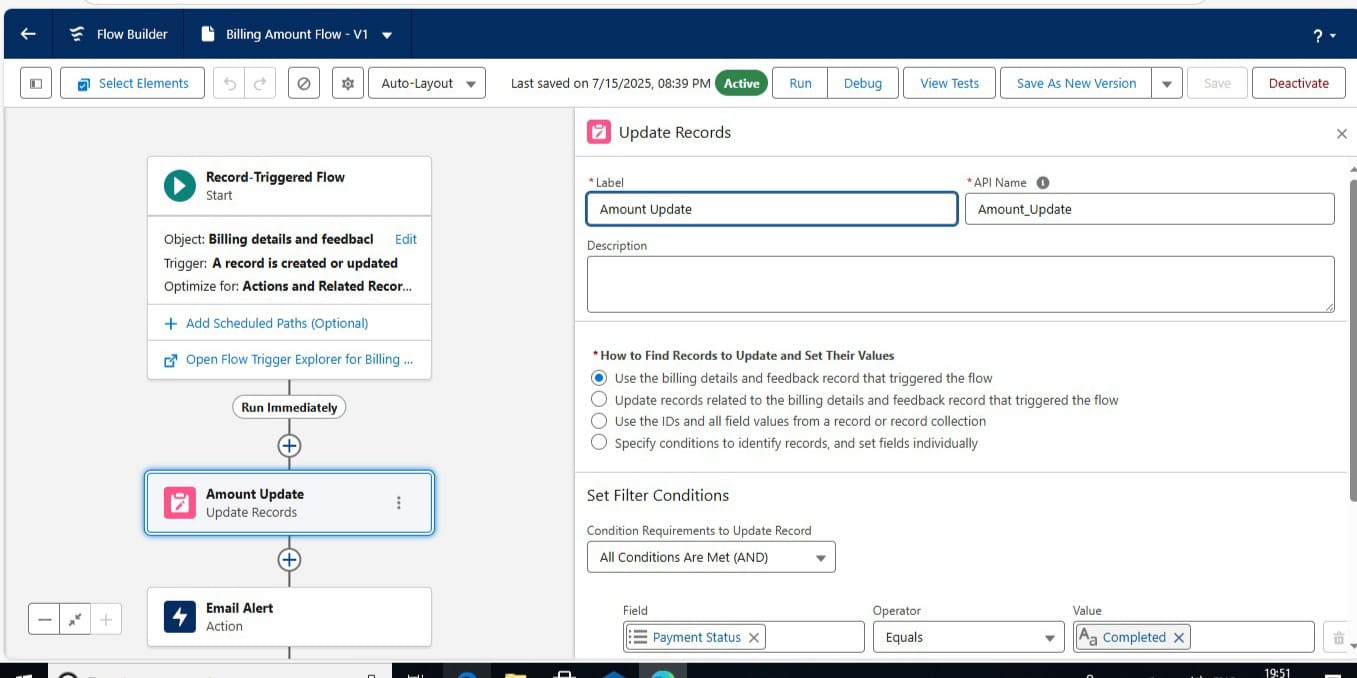 Flow Builder
Billing Amount Flow - V1
?
Select Elements
Auto-Layout
Last saved on 7/15/2025, 08:39 PM
Active
Run
Debug
View Tests
Save As New Version
Save
Deactivate
Record-Triggered Flow
Start
Object: Billing details and feedbacl
Edit
Trigger: A record is created or updated
Optimize for: Actions and Related Recor...
Add Scheduled Paths (Optional)
Open Flow Trigger Explorer for Billing ...
Run Immediately
Amount Update
Update Records
Email Alert
Action
Update Records
* Label
* API Name
Amount Update
Amount_Update
Description
* How to Find Records to Update and Set Their Values
Use the billing details and feedback record that triggered the flow
Update records related to the billing details and feedback record that triggered the flow
Use the IDs and all field values from a record or record collection
Specify conditions to identify records, and set fields individually
Set Filter Conditions
Condition Requirements to Update Record
All Conditions Are Met (AND)
Field
Operator
Value
Payment Status
Equals
Aa Completed
19:51